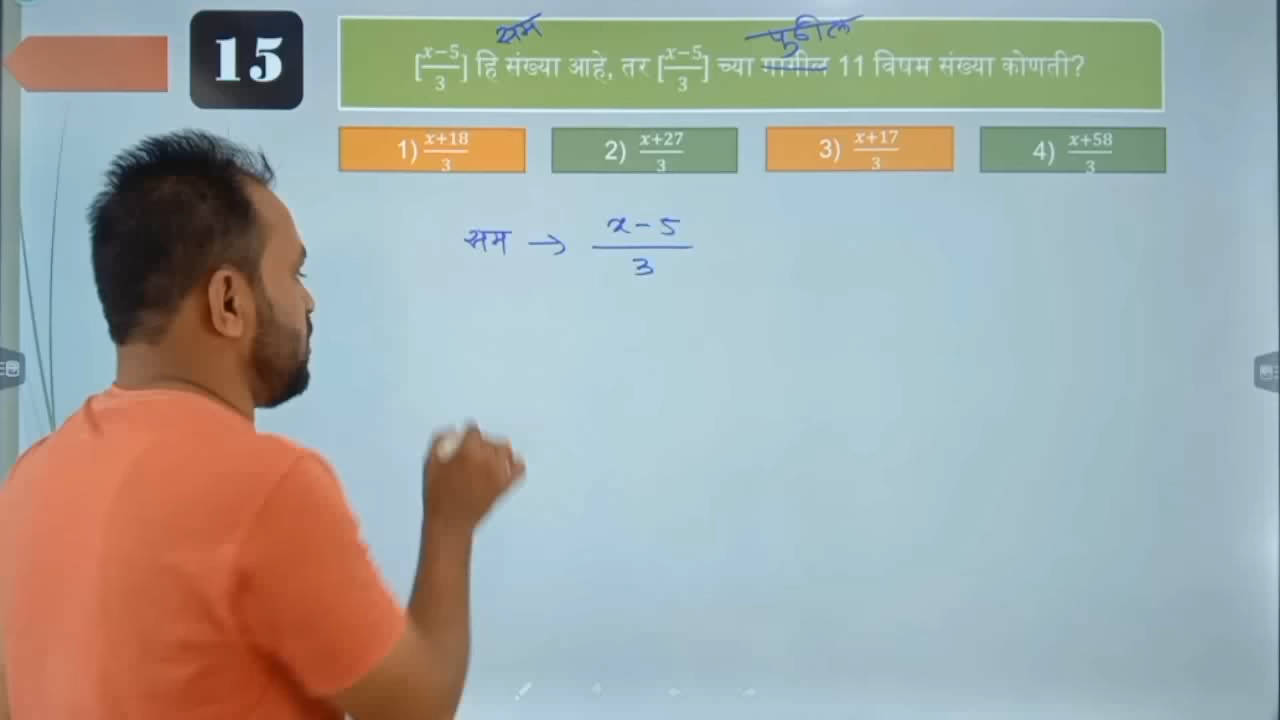 15
सम पुढील
[x-5/3] हि संख्या आहे, तर [x-5/3] च्या मागील 11 विषम संख्या कोणती?
1) x+18/3 2) x+27/3 3) x+17/3 4) x+58/3
सम → x-5/3